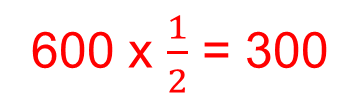 600 x 1/2 = 300